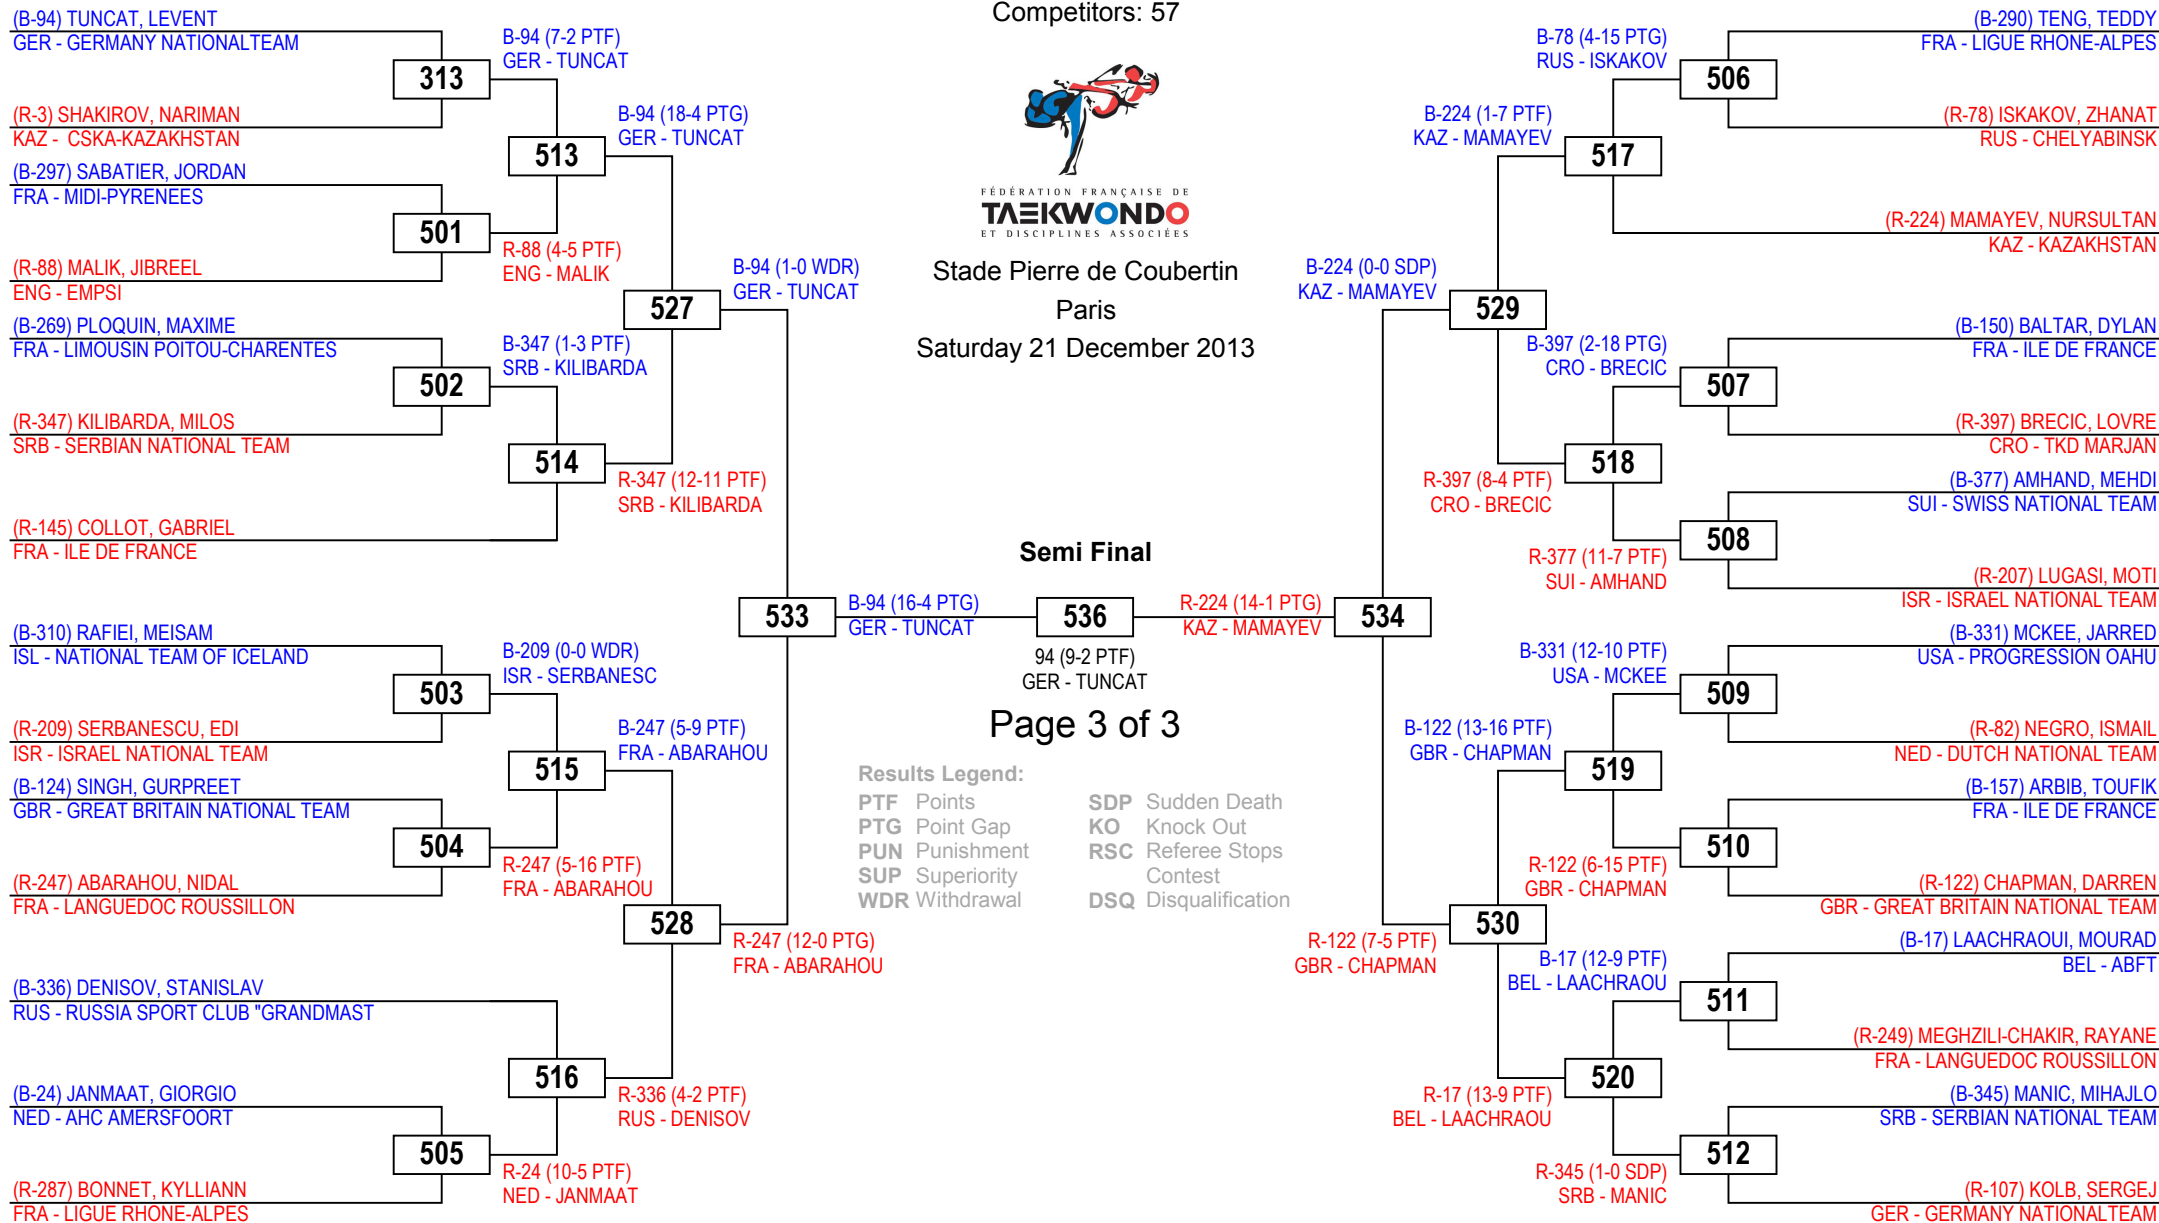 Competitors: 57
FÉDÉRATION FRANÇAISE DE
TAEKWONDO
ET DISCIPLINES ASSOCIÉES
Stade Pierre de Coubertin
Paris
Saturday 21 December 2013
(B-94) TUNCAT, LEVENT
GER - GERMANY NATIONALTEAM
313
(R-3) SHAKIROV, NARIMAN
KAZ - CSKA-KAZAKHSTAN
(B-297) SABATIER, JORDAN
FRA - MIDI-PYRENEES
501
(R-88) MALIK, JIBREEL
ENG - EMPSI
(B-269) PLOQUIN, MAXIME
FRA - LIMOUSIN POITOU-CHARENTES
502
(R-347) KILIBARDA, MILOS
SRB - SERBIAN NATIONAL TEAM
(R-145) COLLOT, GABRIEL
FRA - ILE DE FRANCE
(B-310) RAFIEI, MEISAM
ISL - NATIONAL TEAM OF ICELAND
503
(R-209) SERBANESCU, EDI
ISR - ISRAEL NATIONAL TEAM
(B-124) SINGH, GURPREET
GBR - GREAT BRITAIN NATIONAL TEAM
504
(R-247) ABARAHOU, NIDAL
FRA - LANGUEDOC ROUSSILLON
(B-336) DENISOV, STANISLAV
RUS - RUSSIA SPORT CLUB "GRANDMAST
(B-24) JANMAAT, GIORGIO
NED - AHC AMERSFOORT
505
(R-287) BONNET, KYLLIANN
FRA - LIGUE RHONE-ALPES
B-94 (7-2 PTF)
GER - TUNCAT
513
R-88 (4-5 PTF)
ENG - MALIK
B-347 (1-3 PTF)
SRB - KILIBARDA
514
B-209 (0-0 WDR)
ISR - SERBANESC
515
R-247 (5-16 PTF)
FRA - ABARAHOU
516
R-24 (10-5 PTF)
NED - JANMAAT
B-94 (18-4 PTG)
GER - TUNCAT
527
R-347 (12-11 PTF)
SRB - KILIBARDA
B-247 (5-9 PTF)
FRA - ABARAHOU
528
R-336 (4-2 PTF)
RUS - DENISOV
B-94 (1-0 WDR)
GER - TUNCAT
533
R-247 (12-0 PTG)
FRA - ABARAHOU
B-94 (16-4 PTG)
GER - TUNCAT
Semi Final
536
94 (9-2 PTF)
GER - TUNCAT
Page 3 of 3
Results Legend:
PTF Points
PTG Point Gap
PUN Punishment
SUP Superiority
WDR Withdrawal
SDP Sudden Death
KO Knock Out
RSC Referee Stops
Contest
DSQ Disqualification
R-224 (14-1 PTG)
KAZ - MAMAYEV
534
B-224 (0-0 SDP)
KAZ - MAMAYEV
529
R-122 (7-5 PTF)
GBR - CHAPMAN
530
B-224 (1-7 PTF)
KAZ - MAMAYEV
517
R-397 (8-4 PTF)
CRO - BRECIC
518
B-122 (13-16 PTF)
GBR - CHAPMAN
519
R-17 (13-9 PTF)
BEL - LAACHRAOU
520
B-78 (4-15 PTG)
RUS - ISKAKOV
506
B-397 (2-18 PTG)
CRO - BRECIC
507
R-377 (11-7 PTF)
SUI - AMHAND
508
B-331 (12-10 PTF)
USA - MCKEE
509
R-122 (6-15 PTF)
GBR - CHAPMAN
510
B-17 (12-9 PTF)
BEL - LAACHRAOU
511
R-345 (1-0 SDP)
SRB - MANIC
512
(B-290) TENG, TEDDY
FRA - LIGUE RHONE-ALPES
(R-78) ISKAKOV, ZHANAT
RUS - CHELYABINSK
(R-224) MAMAYEV, NURSULTAN
KAZ - KAZAKHSTAN
(B-150) BALTAR, DYLAN
FRA - ILE DE FRANCE
(R-397) BRECIC, LOVRE
CRO - TKD MARJAN
(B-377) AMHAND, MEHDI
SUI - SWISS NATIONAL TEAM
(R-207) LUGASI, MOTI
ISR - ISRAEL NATIONAL TEAM
(B-331) MCKEE, JARRED
USA - PROGRESSION OAHU
(R-82) NEGRO, ISMAIL
NED - DUTCH NATIONAL TEAM
(B-157) ARBIB, TOUFIK
FRA - ILE DE FRANCE
(R-122) CHAPMAN, DARREN
GBR - GREAT BRITAIN NATIONAL TEAM
(B-17) LAACHRAOUI, MOURAD
BEL - ABFT
(R-249) MEGHZILI-CHAKIR, RAYANE
FRA - LANGUEDOC ROUSSILLON
(B-345) MANIC, MIHAJLO
SRB - SERBIAN NATIONAL TEAM
(R-107) KOLB, SERGEJ
GER - GERMANY NATIONALTEAM